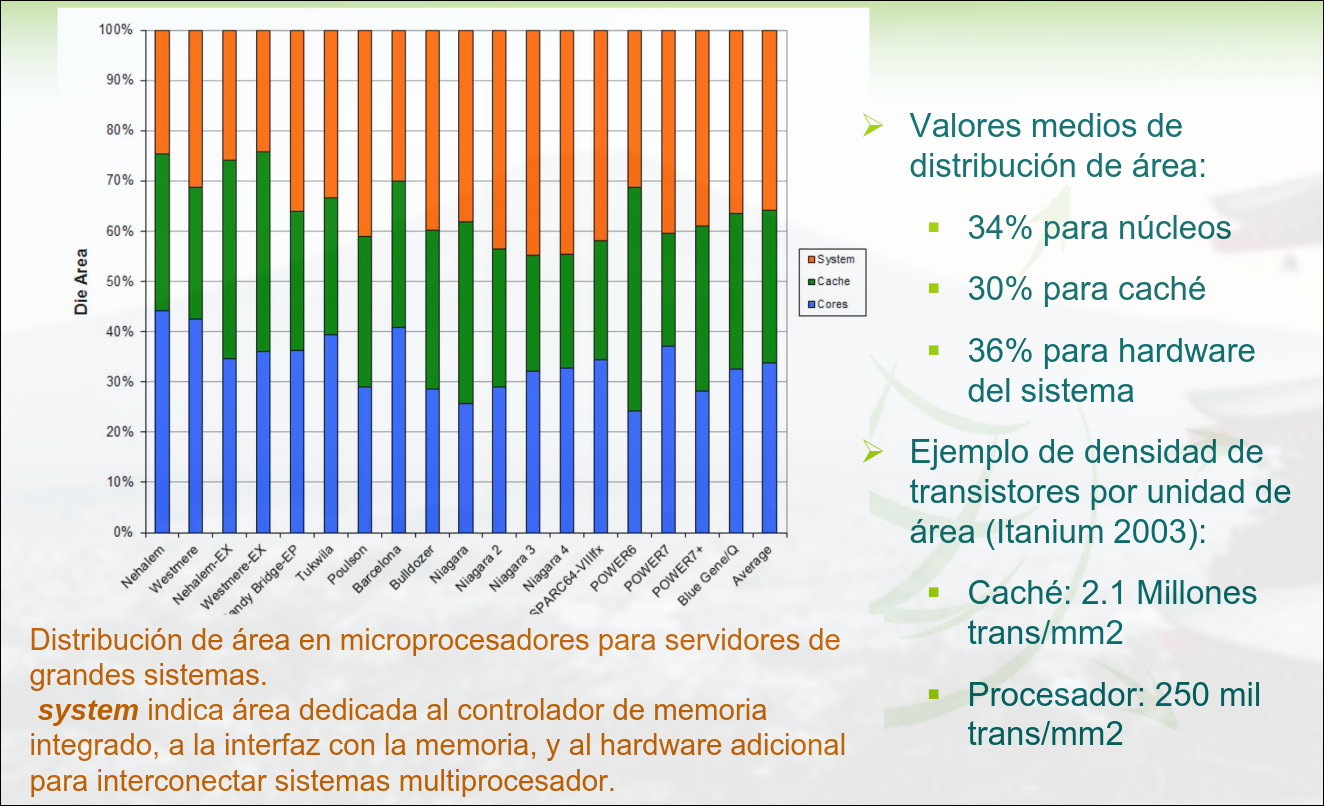 100%
90%
80%
70%
60%
50%
40%
30%
20%
10%
0%
Die Area
Nehalem
Westmere
Nehalem-EX
Westmere-EX
andy Bridge-EP
Tukwila
Poulson
Barcelona
Bulldozer
Niagara
Niagara 2
Niagara 3
Niagara 4
SPARC64-VIIIfx
POWER6
POWER7
POWER7+
Blue Gene/Q
Average
System
Cache
Cores
Distribución de área en microprocesadores para servidores de
grandes sistemas.
system indica área dedicada al controlador de memoria
integrado, a la interfaz con la memoria, y al hardware adicional
para interconectar sistemas multiprocesador.
Valores medios de
distribución de área:
34% para núcleos
30% para caché
36% para hardware
del sistema
Ejemplo de densidad de
transistores por unidad de
área (Itanium 2003):
Caché: 2.1 Millones
trans/mm2
Procesador: 250 mil
trans/mm2